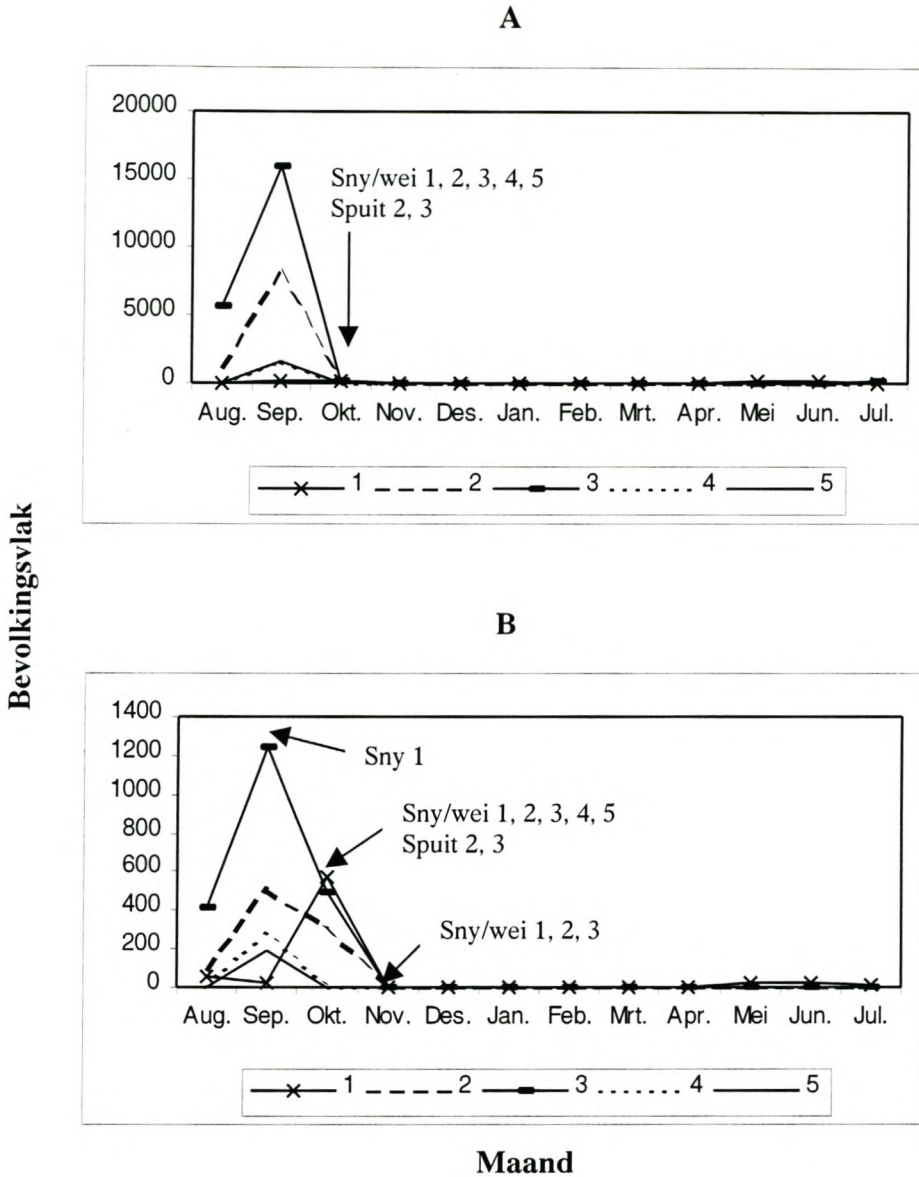 A
20000
15000
10000
5000
0
Sny/wei 1, 2, 3, 4, 5
Spuit 2, 3
Aug. Sep. Okt. Nov. Des. Jan. Feb. Mrt. Apr. Mei Jun. Jul.
1 2 3 4 5
Bevolkingsvlak
B
1400
1200
1000
800
600
400
200
0
Sny 1
Sny/wei 1, 2, 3, 4, 5
Spuit 2, 3
Sny/wei 1, 2, 3
Aug. Sep. Okt. Nov. Des. Jan. Feb. Mrt. Apr. Mei Jun. Jul.
1 2 3 4 5
Maand